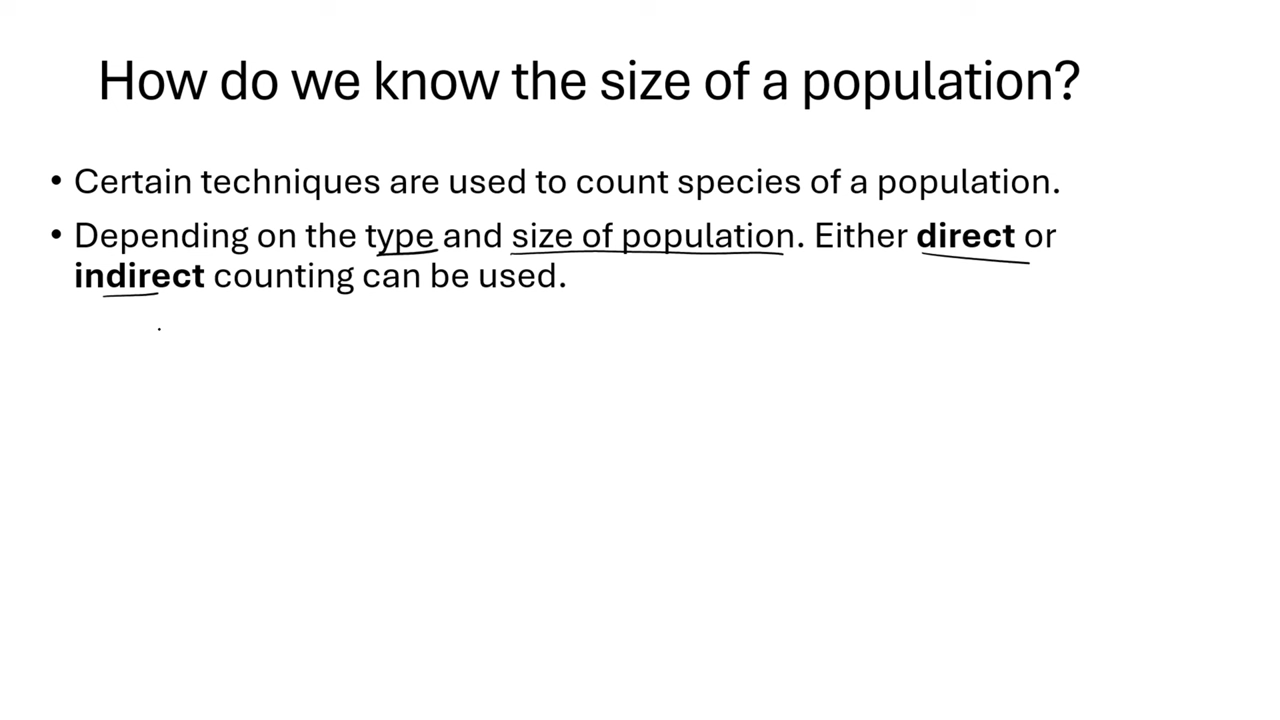 How do we know the size of a population?
• Certain techniques are used to count species of a population.
• Depending on the type and size of population. Either direct or
indirect counting can be used.